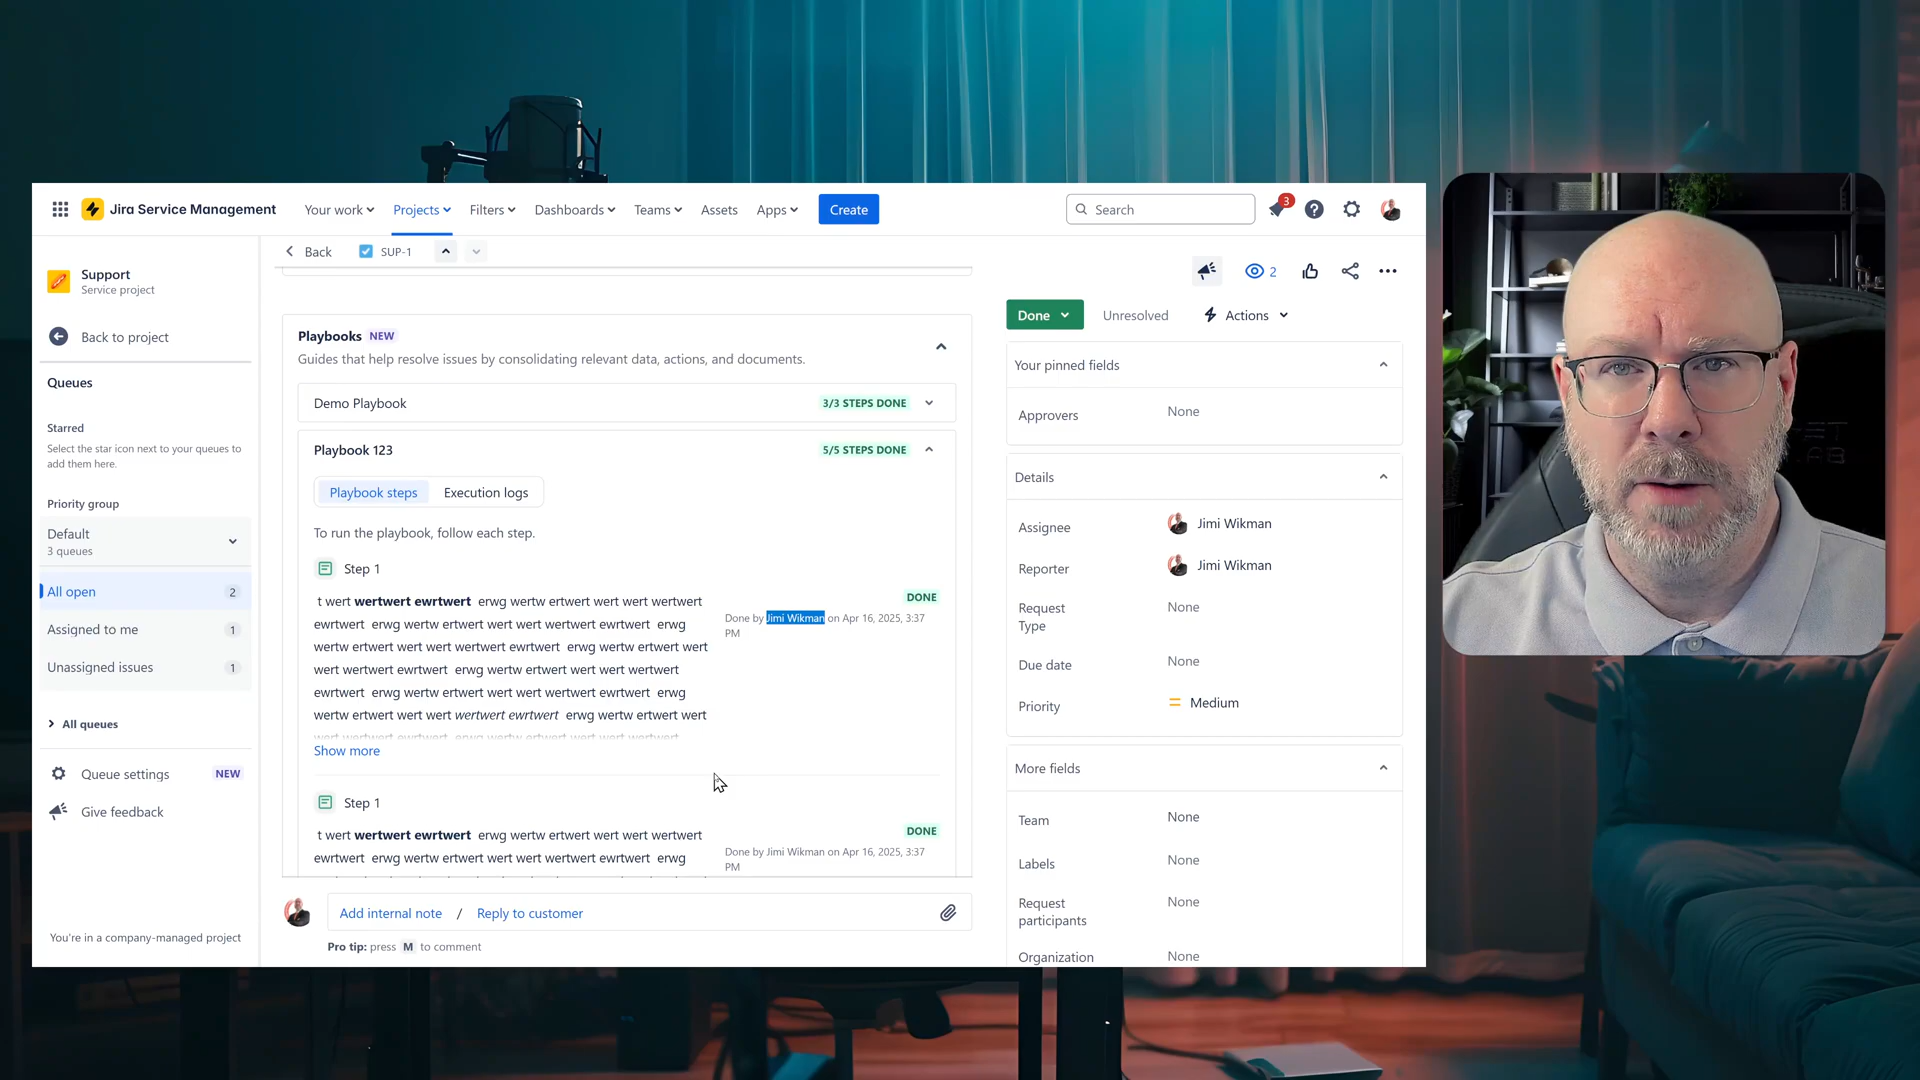 Jira Service Management
Your work
Projects
Filters
Dashboards
Teams
Assets
Apps
Create
Search
3
Support
Service project
Back to project
Queues
Starred
Select the star icon next to your queues to
add them here.
Priority group
Default
3 queues
All open 2
Assigned to me 1
Unassigned issues 1
All queues
Queue settings NEW
Give feedback
You're in a company-managed project
Back
SUP-1
Playbooks NEW
Guides that help resolve issues by consolidating relevant data, actions, and documents.
Demo Playbook 3/3 STEPS DONE
Playbook 123 5/5 STEPS DONE
Playbook steps Execution logs
To run the playbook, follow each step.
Step 1
t wert wertwert ewrtwert erwg wertw ertwert wert wert wertwert
ewrtwert erwg wertw ertwert wert wert wertwert ewrtwert erwg
wertw ertwert wert wert wertwert ewrtwert erwg wertw ertwert wert
wert wertwert ewrtwert erwg wertw ertwert wert wert wertwert
ewrtwert erwg wertw ertwert wert wert wertwert ewrtwert erwg
wertw ertwert wert wert wertwert ewrtwert erwg wertw ertwert wert
wert wertwert ewrtwert erwg wertw ertwert wert wert wertwert
Show more
DONE
Done by Jimi Wikman on Apr 16, 2025, 3:37
PM
Step 1
t wert wertwert ewrtwert erwg wertw ertwert wert wert wertwert
ewrtwert erwg wertw ertwert wert wert wertwert ewrtwert erwg
DONE
Done by Jimi Wikman on Apr 16, 2025, 3:37
PM
Add internal note / Reply to customer
Pro tip: press M to comment
2
Done
Unresolved
Actions
Your pinned fields
Approvers None
Details
Assignee Jimi Wikman
Reporter Jimi Wikman
Request
Type
None
Due date None
Priority Medium
More fields
Team None
Labels None
Request
participants
None
Organization None